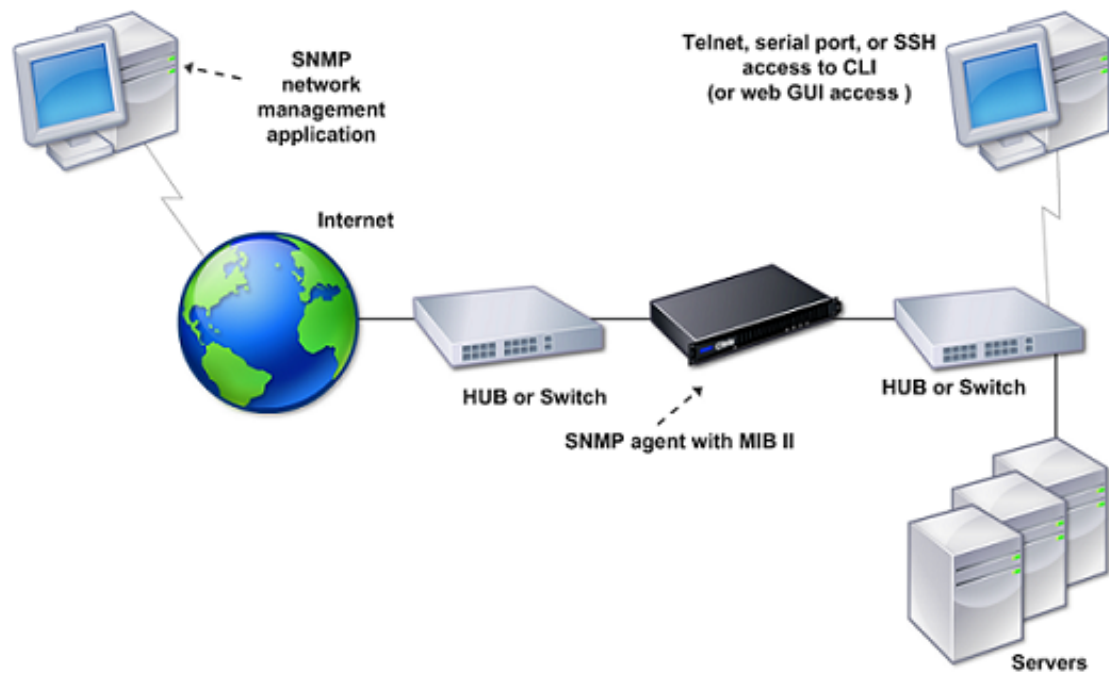 SNMP
network
management
application
Telnet, serial port, or SSH
access to CLI
(or web GUI access )
Internet
HUB or Switch
SNMP agent with MIB II
HUB or Switch
Servers